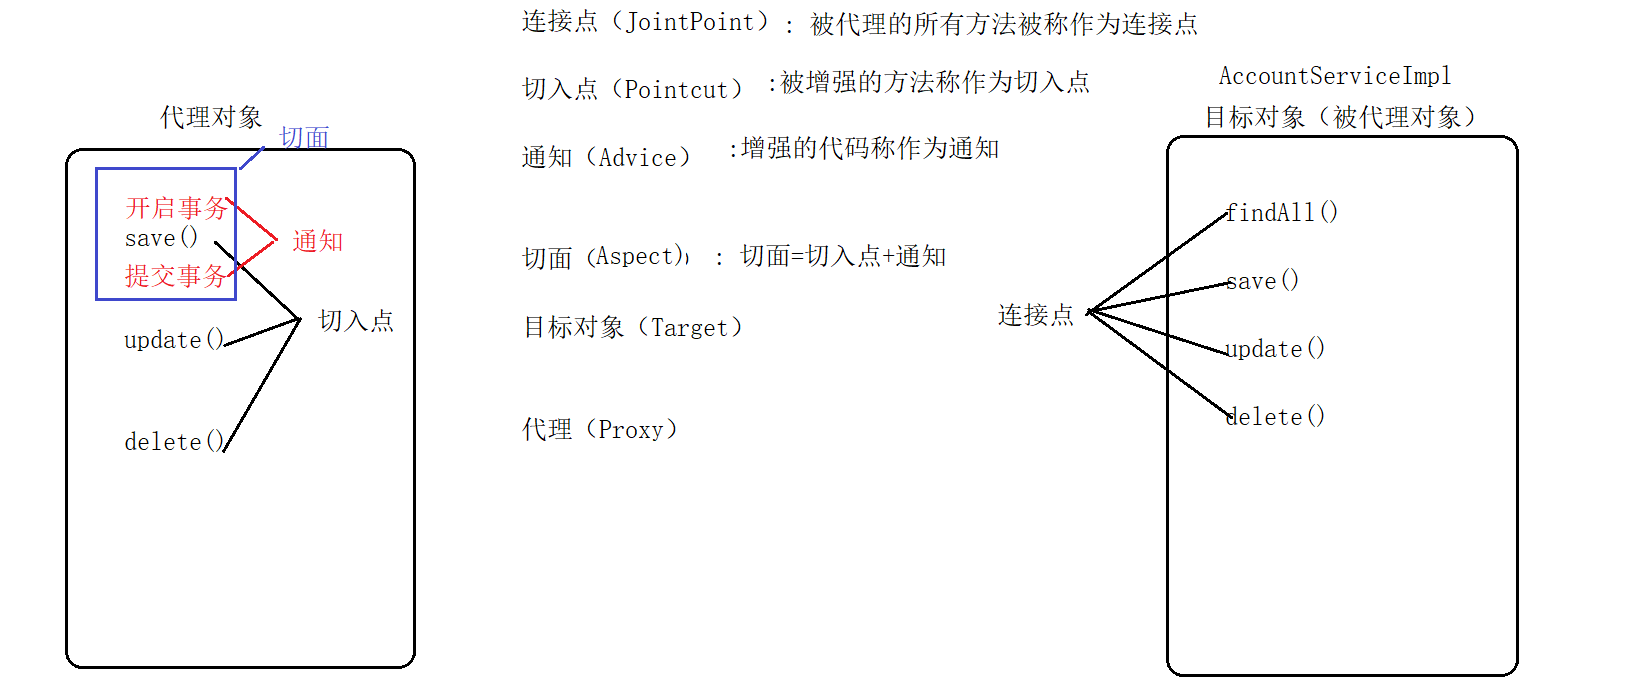 连接点（JointPoint）: 被代理的所有方法被称作为连接点
切入点（Pointcut） :被增强的方法称作为切入点
通知（Advice） :增强的代码称作为通知
切面（Aspect)） : 切面=切入点+通知
目标对象（Target）
代理（Proxy）
代理对象
切面
开启事务
save()
提交事务
通知
切入点
update()
delete()
AccountServiceImpl
目标对象（被代理对象）
连接点
findAll()
save()
update()
delete()